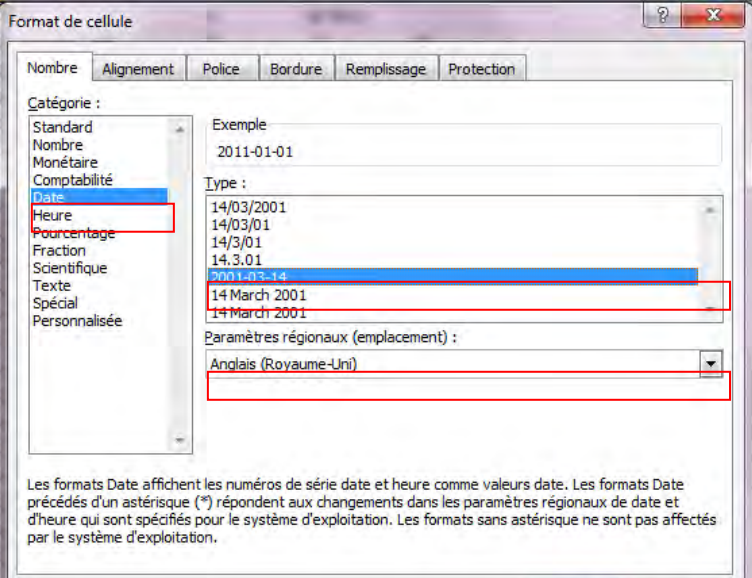 Format de cellule
Nombre Alignement Police Bordure Remplissage Protection
Catégorie :
Standard
Nombre
Monétaire
Comptabilité
Date
Heure
Pourcentage
Fraction
Scientifique
Texte
Spécial
Personnalisée
Exemple
2011-01-01
Type :
14/03/2001
14/03/01
14/3/01
14.3.01
2001-03-14
14 March 2001
14 March 2001
Paramètres régionaux (emplacement) :
Anglais (Royaume-Uni)
Les formats Date affichent les numéros de série date et heure comme valeurs date. Les formats Date
précédés d'un astérisque (*) répondent aux changements dans les paramètres régionaux de date et
d'heure qui sont spécifiés pour le système d'exploitation. Les formats sans astérisque ne sont pas affectés
par le système d'exploitation.